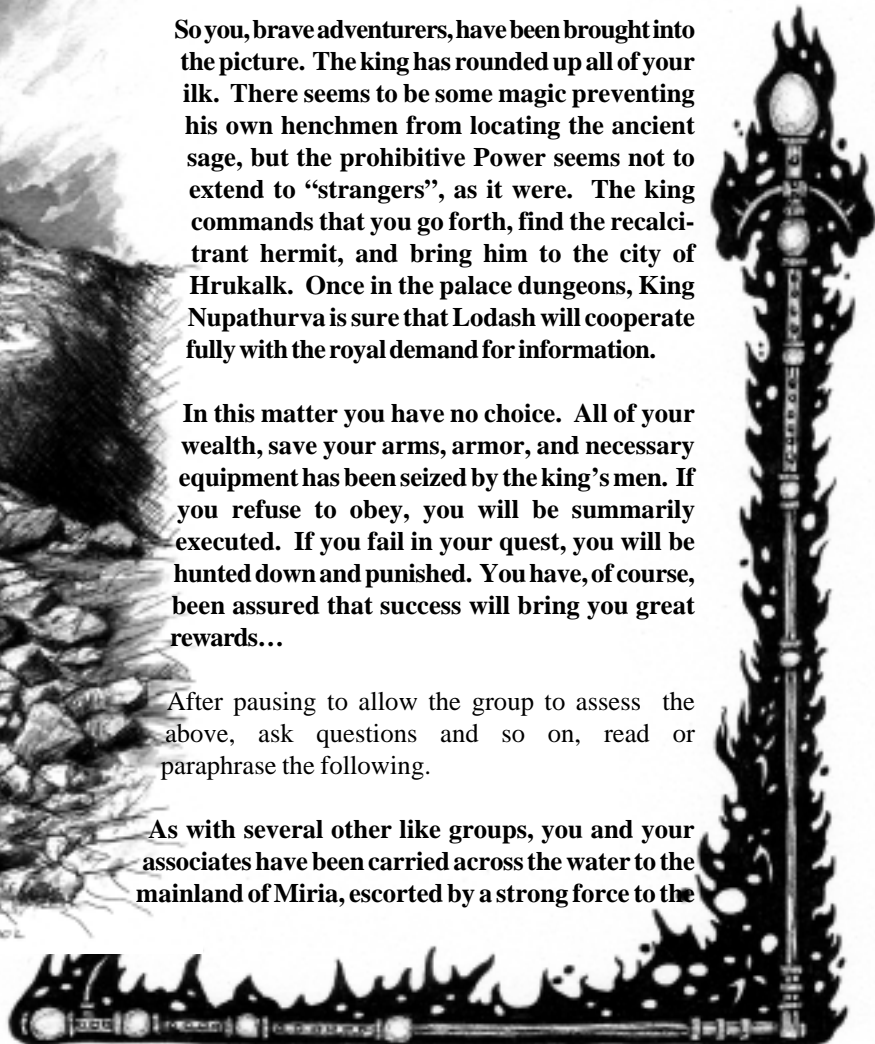 So you, brave adventurers, have been brought into
the picture. The king has rounded up all of your
ilk. There seems to be some magic preventing
his own henchmen from locating the ancient
sage, but the prohibitive Power seems not to
extend to “strangers”, as it were. The king
commands that you go forth, find the recalci-
trant hermit, and bring him to the city of
Hrukalk. Once in the palace dungeons, King
Nupathurva is sure that Lodash will cooperate
fully with the royal demand for information.
In this matter you have no choice. All of your
wealth, save your arms, armor, and necessary
equipment has been seized by the king’s men. If
you refuse to obey, you will be summarily
executed. If you fail in your quest, you will be
hunted down and punished. You have, of course,
been assured that success will bring you great
rewards…
After pausing to allow the group to assess the
above, ask questions and so on, read or
paraphrase the following.
As with several other like groups, you and your
associates have been carried across the water to the
mainland of Miria, escorted by a strong force to the